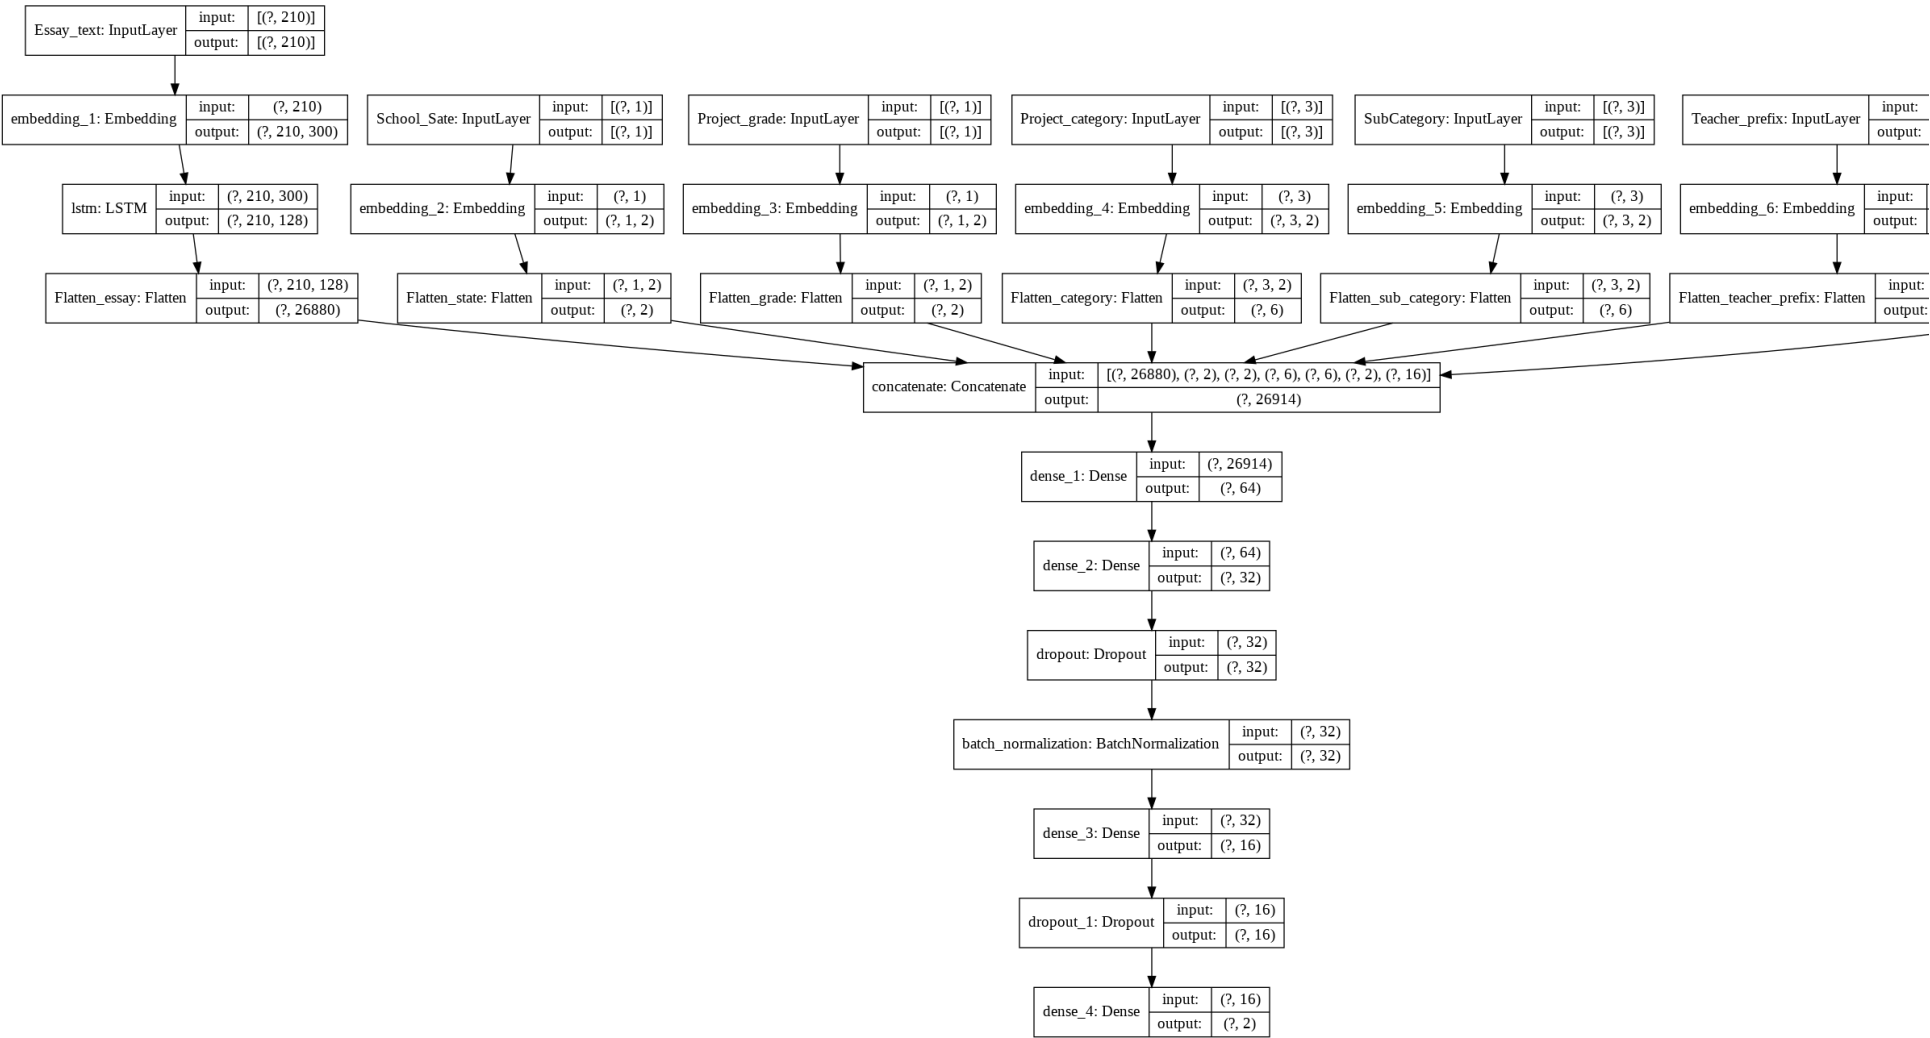 Essay_text: InputLayer input: [(?, 210)]
output: [(?, 210)]
embedding_1: Embedding input: (?, 210)
output: (?, 210, 300)
School_Sate: InputLayer input: [(?, 1)]
output: [(?, 1)]
Project_grade: InputLayer input: [(?, 1)]
output: [(?, 1)]
Project_category: InputLayer input: [(?, 3)]
output: [(?, 3)]
SubCategory: InputLayer input: [(?, 3)]
output: [(?, 3)]
Teacher_prefix: InputLayer input:
output:
lstm: LSTM input: (?, 210, 300)
output: (?, 210, 128)
embedding_2: Embedding input: (?, 1)
output: (?, 1, 2)
embedding_3: Embedding input: (?, 1)
output: (?, 1, 2)
embedding_4: Embedding input: (?, 3)
output: (?, 3, 2)
embedding_5: Embedding input: (?, 3)
output: (?, 3, 2)
embedding_6: Embedding input:
output:
Flatten_essay: Flatten input: (?, 210, 128)
output: (?, 26880)
Flatten_state: Flatten input: (?, 1, 2)
output: (?, 2)
Flatten_grade: Flatten input: (?, 1, 2)
output: (?, 2)
Flatten_category: Flatten input: (?, 3, 2)
output: (?, 6)
Flatten_sub_category: Flatten input: (?, 3, 2)
output: (?, 6)
Flatten_teacher_prefix: Flatten input:
output:
concatenate: Concatenate input: [(?, 26880), (?, 2), (?, 2), (?, 6), (?, 6), (?, 2), (?, 16)]
output: (?, 26914)
dense_1: Dense input: (?, 26914)
output: (?, 64)
dense_2: Dense input: (?, 64)
output: (?, 32)
dropout: Dropout input: (?, 32)
output: (?, 32)
batch_normalization: BatchNormalization input: (?, 32)
output: (?, 32)
dense_3: Dense input: (?, 32)
output: (?, 16)
dropout_1: Dropout input: (?, 16)
output: (?, 16)
dense_4: Dense input: (?, 16)
output: (?, 2)